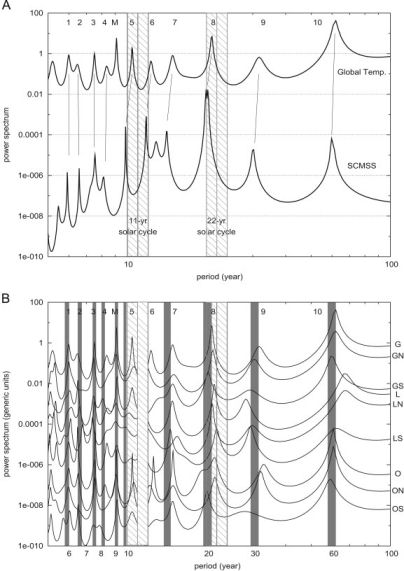 A
1 2 3 4 M 5 6 7 8 9 10
100
1
0.01
0.0001
1e-006
1e-008
1e-010
power spectrum
Global Temp.
SCMSS
11-yr. solar cycle
22-yr. solar cycle
10 100
period (year)
B
1 2 3 4 M 5 6 7 8 9 10
100
1
0.01
0.0001
1e-006
1e-008
1e-010
power spectrum (generic units)
G
GN
GS
L
LN
LS
O
ON
OS
6 7 8 9 10 20 30 60 100
period (year)